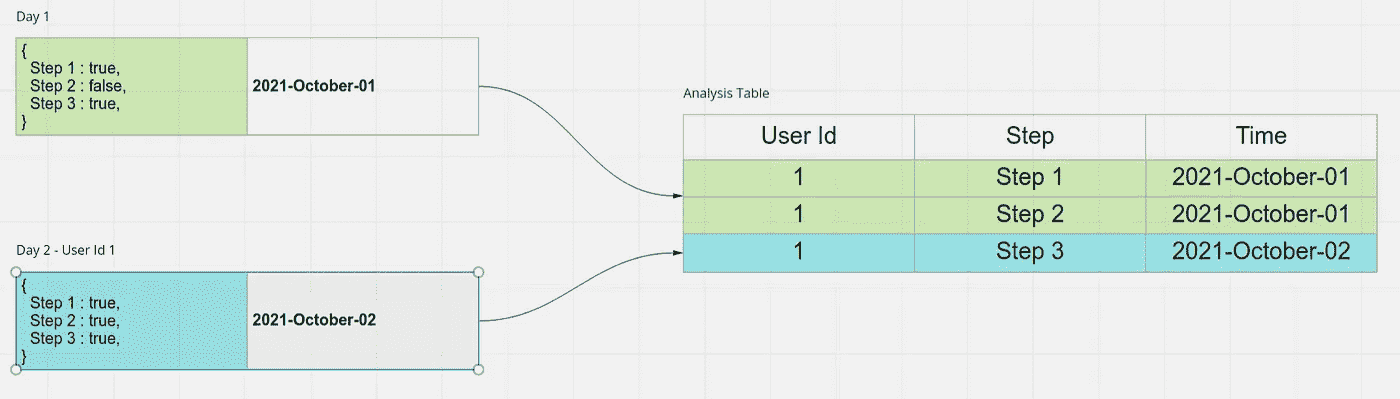 Day 1
{
Step 1 : true,
Step 2 : false,
Step 3 : true,
}
2021-October-01
Day 2 - User Id 1
{
Step 1 : true,
Step 2 : true,
Step 3 : true,
}
2021-October-02
Analysis Table
User Id Step Time
1 Step 1 2021-October-01
1 Step 2 2021-October-01
1 Step 3 2021-October-02